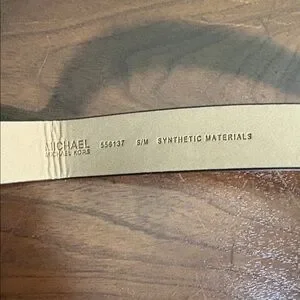 MICHAEL
MICHAEL KORS
556137 S/M SYNTHETIC MATERIALS